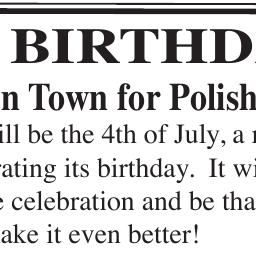 BIRTHD
n Town for Polish
ill be the 4th of July, a
ating its birthday. It wi
celebration and be tha
ake it even better!